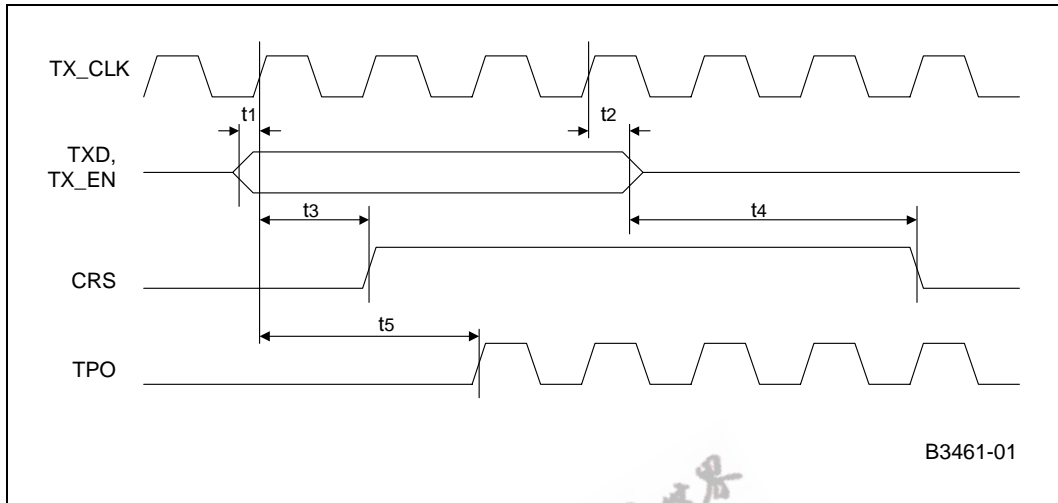 TX_CLK
t1
t2
TXD,
TX_EN
t3
t4
CRS
t5
TPO
B3461-01